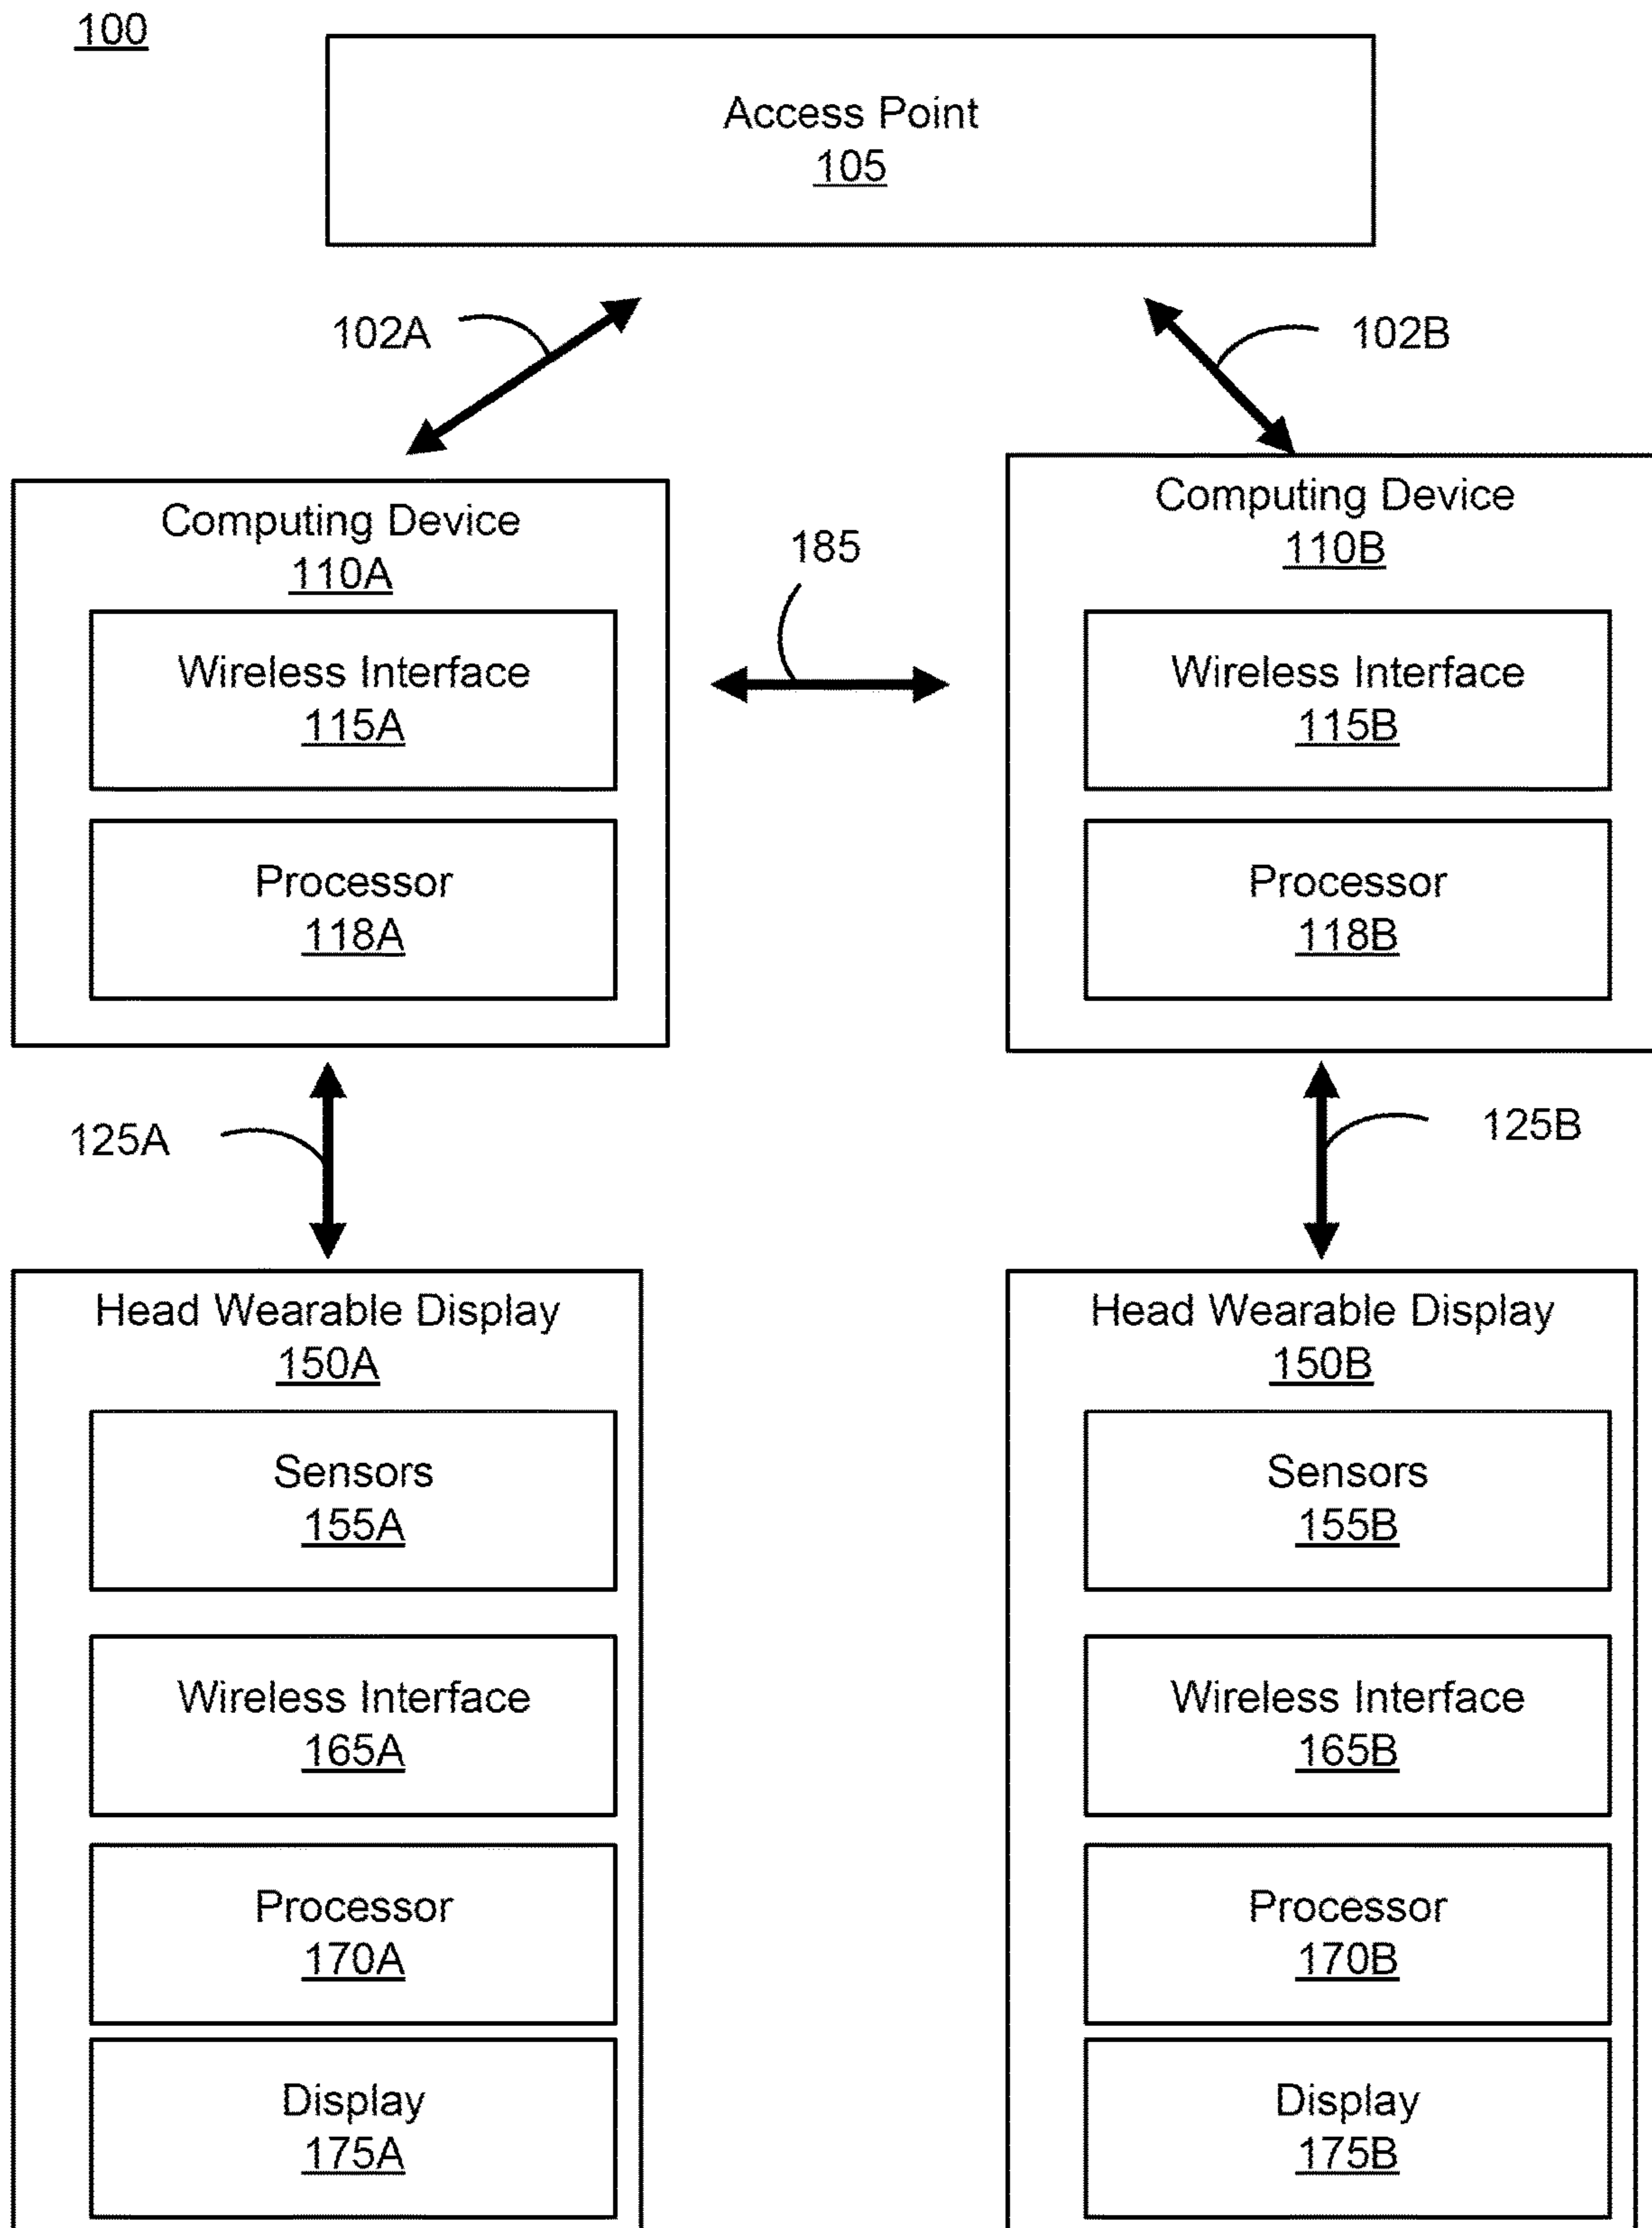 100
Access Point
105
102A
102B
Computing Device
110A
Wireless Interface
115A
Processor
118A
185
Computing Device
110B
Wireless Interface
115B
Processor
118B
125A
125B
Head Wearable Display
150A
Sensors
155A
Wireless Interface
165A
Processor
170A
Display
175A
Head Wearable Display
150B
Sensors
155B
Wireless Interface
165B
Processor
170B
Display
175B